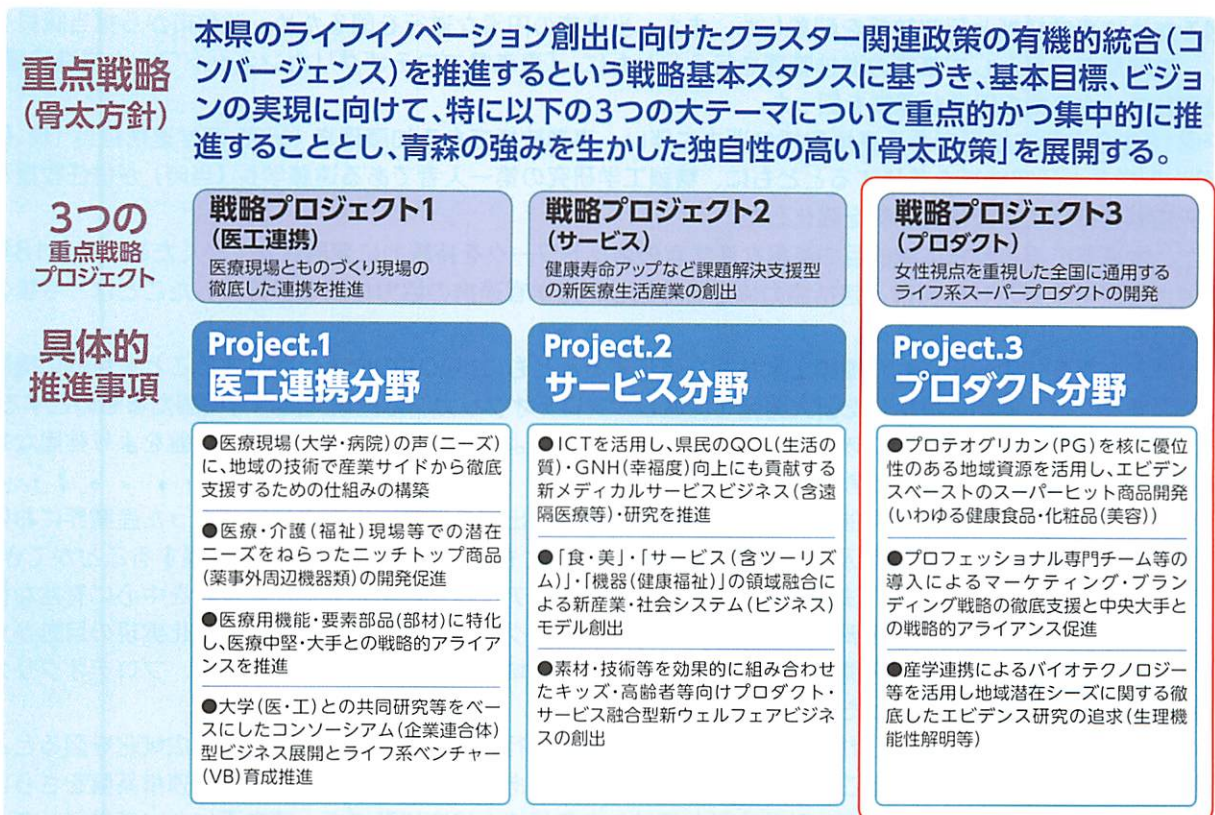 重点戦略
(骨太方針)
本県のライフイノベーション創出に向けたクラスター関連政策の有機的統合(コ
ンバージェンス)を推進するという戦略基本スタンスに基づき、基本目標、ビジョ
ンの実現に向けて、特に以下の3つの大テーマについて重点的かつ集中的に推
進することとし、青森の強みを生かした独自性の高い「骨太政策」を展開する。
3つの
重点戦略
プロジェクト
戦略プロジェクト1
(医工連携)
医療現場とものづくり現場の
徹底した連携を推進
戦略プロジェクト2
(サービス)
健康寿命アップなど課題解決支援型
の新医療生活産業の創出
戦略プロジェクト3
(プロダクト)
女性視点を重視した全国に通用する
ライフ系スーパープロダクトの開発
具体的
推進事項
Project.1
医工連携分野
●医療現場(大学・病院)の声(ニーズ)
に、地域の技術で産業サイドから徹底
支援するための仕組みの構築
●医療・介護(福祉)現場等での潜在
ニーズをねらったニッチトップ商品
(薬事外周辺機器類)の開発促進
●医療用機能・要素部品(部材)に特化
し、医療中堅・大手との戦略的アライア
ンスを推進
●大学(医・工)との共同研究等をベー
スにしたコンソーシアム(企業連合体)
型ビジネス展開とライフ系ベンチャー
(VB)育成推進
Project.2
サービス分野
●ICTを活用し、県民のQOL(生活の
質)・GNH(幸福度)向上にも貢献する
新メディカルサービスビジネス(含遠
隔医療等)・研究を推進
●「食・美」・「サービス(含ツーリズ
ム)」・「機器(健康福祉)」の領域融合に
よる新産業・社会システム(ビジネス)
モデル創出
●素材・技術等を効果的に組み合わせ
たキッズ・高齢者等向けプロダクト・
サービス融合型新ウェルフェアビジネ
スの創出
Project.3
プロダクト分野
●プロテオグリカン(PG)を核に優位
性のある地域資源を活用し、エビデン
スベーストのスーパーヒット商品開発
(いわゆる健康食品・化粧品(美容))
●プロフェッショナル専門チーム等の
導入によるマーケティング・ブラン
ディング戦略の徹底支援と中央大手と
の戦略的アライアンス促進
●産学連携によるバイオテクノロジー
等を活用し地域潜在シーズに関する徹
底したエビデンス研究の追求(生理機
能性解明等)